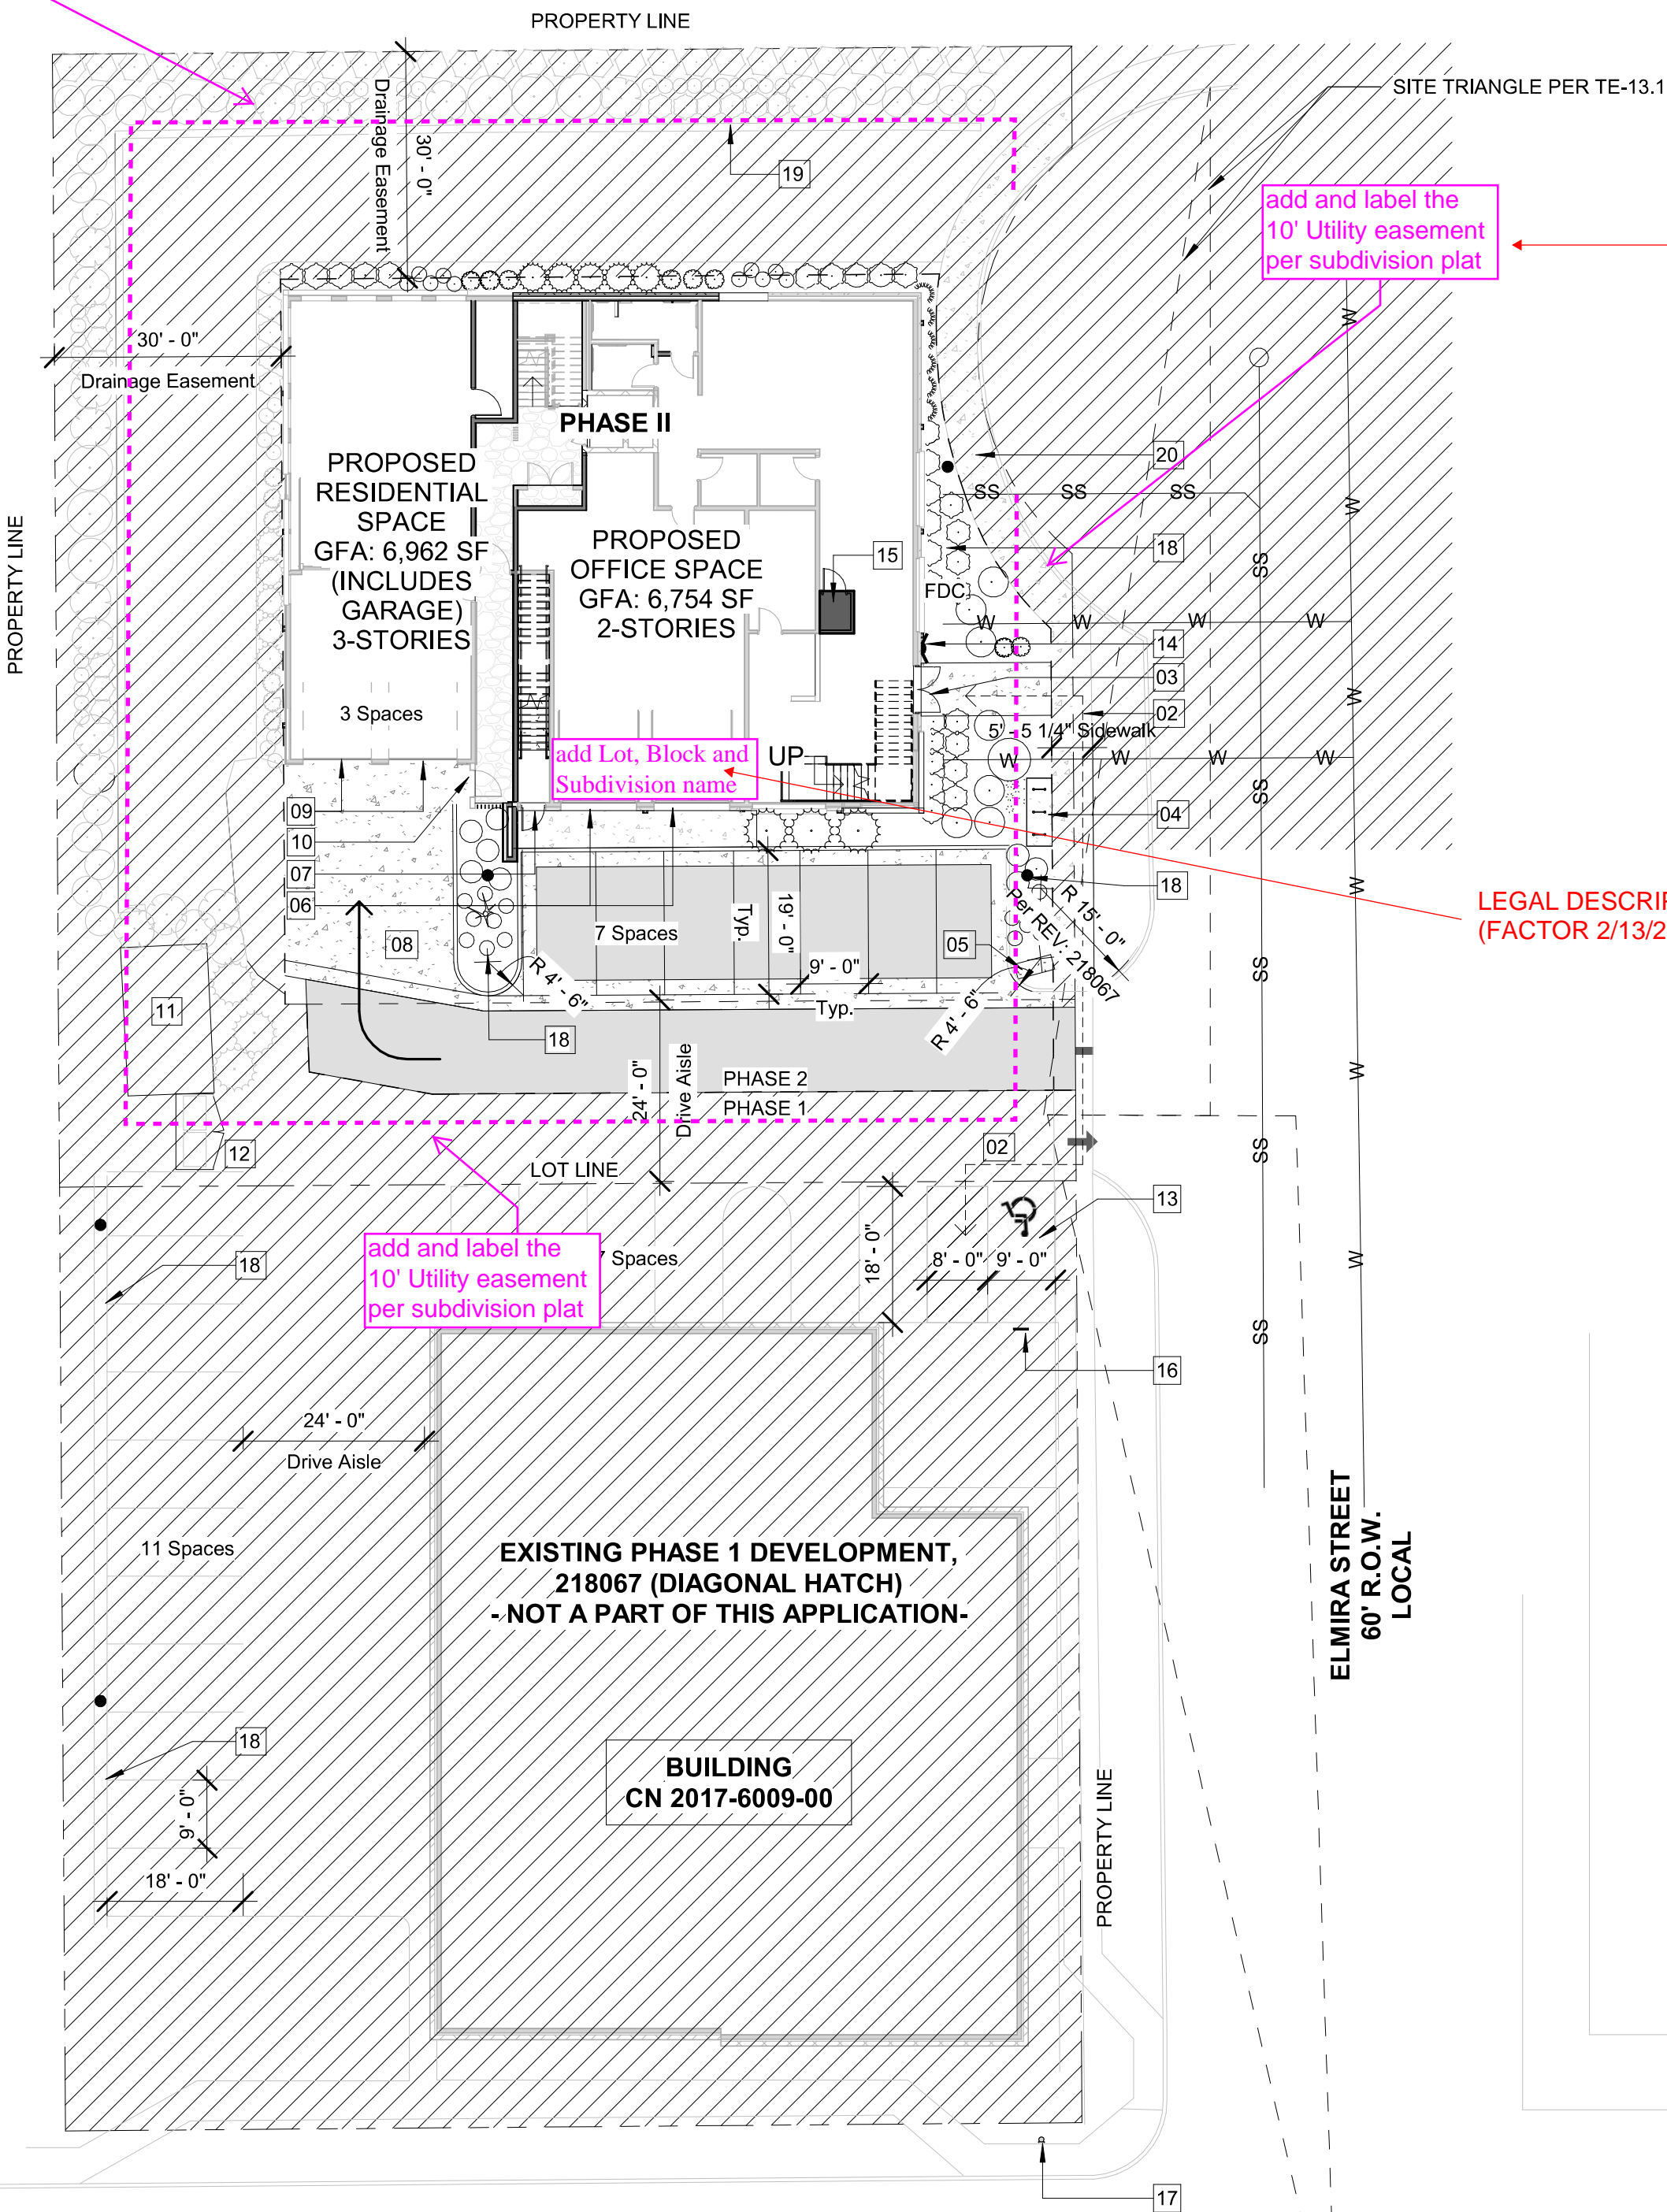 PROPERTY LINE
SITE TRIANGLE PER TE-13.1
Drainage Easement
30' - 0"
19
add and label the
10' Utility easement
per subdivision plat
30' - 0"
Drainage Easement
PROPERTY LINE
PHASE II
PROPOSED
RESIDENTIAL
SPACE
GFA: 6,962 SF
(INCLUDES
GARAGE)
3-STORIES
PROPOSED
OFFICE SPACE
GFA: 6,754 SF
2-STORIES
15
20
SS
SS
SS
W
W
18
FDC
SS
W
W
W
W
14
03
02
W
3 Spaces
5' - 5 1/4" Sidewalk
add Lot, Block and
Subdivision name
UP
W
W
W
W
SS
04
09
10
07
06
08
18
W
LEGAL DESCRIP
(FACTOR 2/13/2
7 Spaces
Typ.
19' - 0"
9' - 0"
Typ.
05
R 15' - 0"
Per REV: 218067
R 4' - 6"
R 4' - 6"
SS
11
18
24' - 0"
Drive Aisle
PHASE 2
PHASE 1
W
12
02
SS
LOT LINE
13
add and label the
10' Utility easement
per subdivision plat
7 Spaces
18' - 0"
8' - 0"
9' - 0"
18
W
SS
16
24' - 0"
Drive Aisle
11 Spaces
EXISTING PHASE 1 DEVELOPMENT,
218067 (DIAGONAL HATCH)
- NOT A PART OF THIS APPLICATION-
ELMIRA STREET
60' R.O.W.
LOCAL
18
BUILDING
CN 2017-6009-00
9' - 0"
18' - 0"
PROPERTY LINE
17